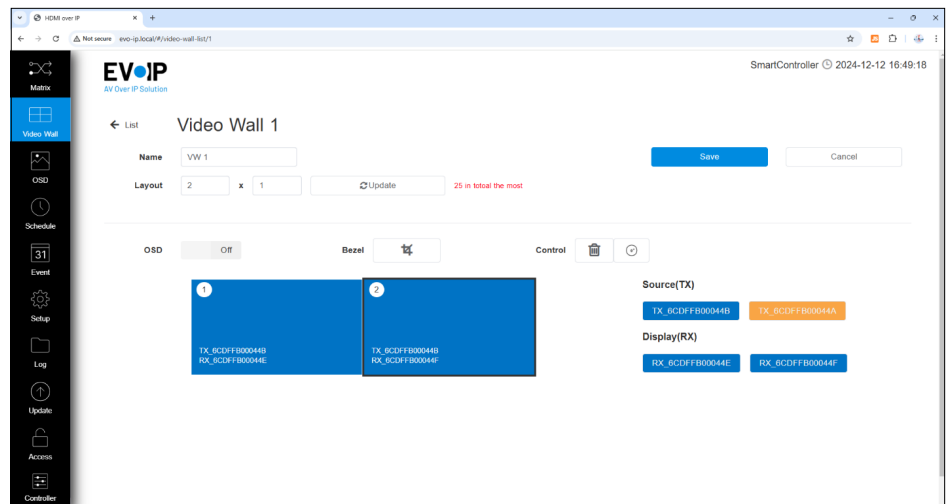 HDMI over IP
Not secure evo-ip.local/#/video-wall-list/1
EVIP
AV Over IP Solution
SmartController 2024-12-12 16:49:18
Matrix
Video Wall
OSD
Schedule
31
Event
Setup
Log
Update
Access
Controller
List Video Wall 1
Name VW 1 Save Cancel
Layout 2 x 1 Update 25 in totoal the most
OSD Off Bezel Control
1
TX_6CDFFB00044B
RX_6CDFFB00044E
2
TX_6CDFFB00044B
RX_6CDFFB00044F
Source(TX)
TX_6CDFFB00044B TX_6CDFFB00044A
Display(RX)
RX_6CDFFB00044E RX_6CDFFB00044F